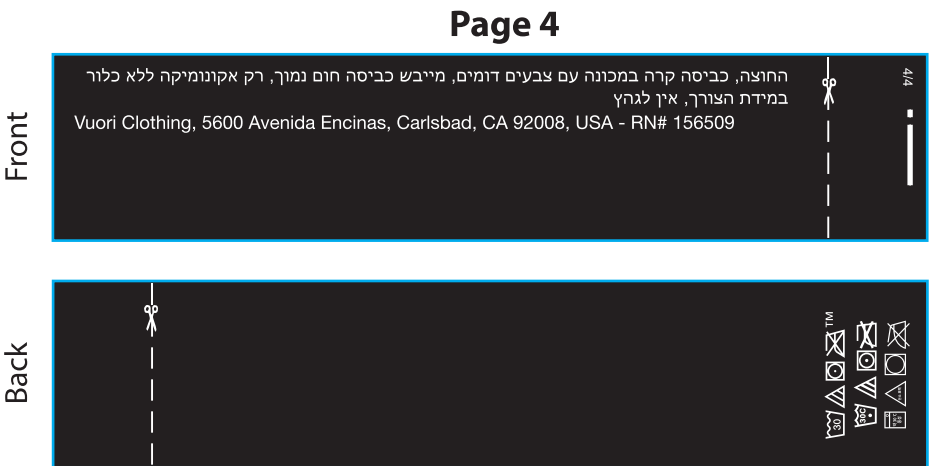 Page 4
Front
החוצה, כביסה קרה במכונה עם צבעים דומים, מייבש כביסה חום נמוך, רק אקונומיקה ללא כלור
במידת הצורך, אין לגהץ
Vuori Clothing, 5600 Avenida Encinas, Carlsbad, CA 92008, USA - RN# 156509
4/4
Back
TM
30
30C